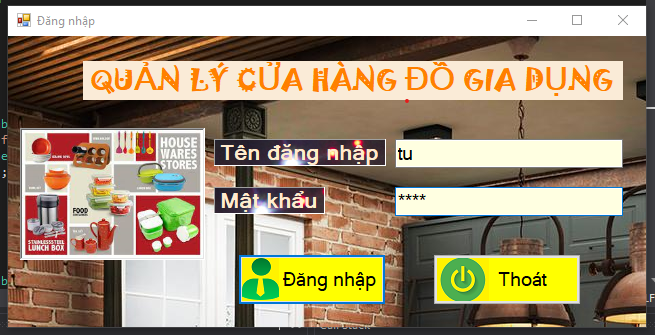 Đăng nhập
QUẢN LÝ CỬA HÀNG ĐỒ GIA DỤNG
HOUSE
WARES
STORES
FOOD
STAINLESSSTEEL
LUNCH BOX
Tên đăng nhập
tu
Mật khẩu
****
Đăng nhập
Thoát